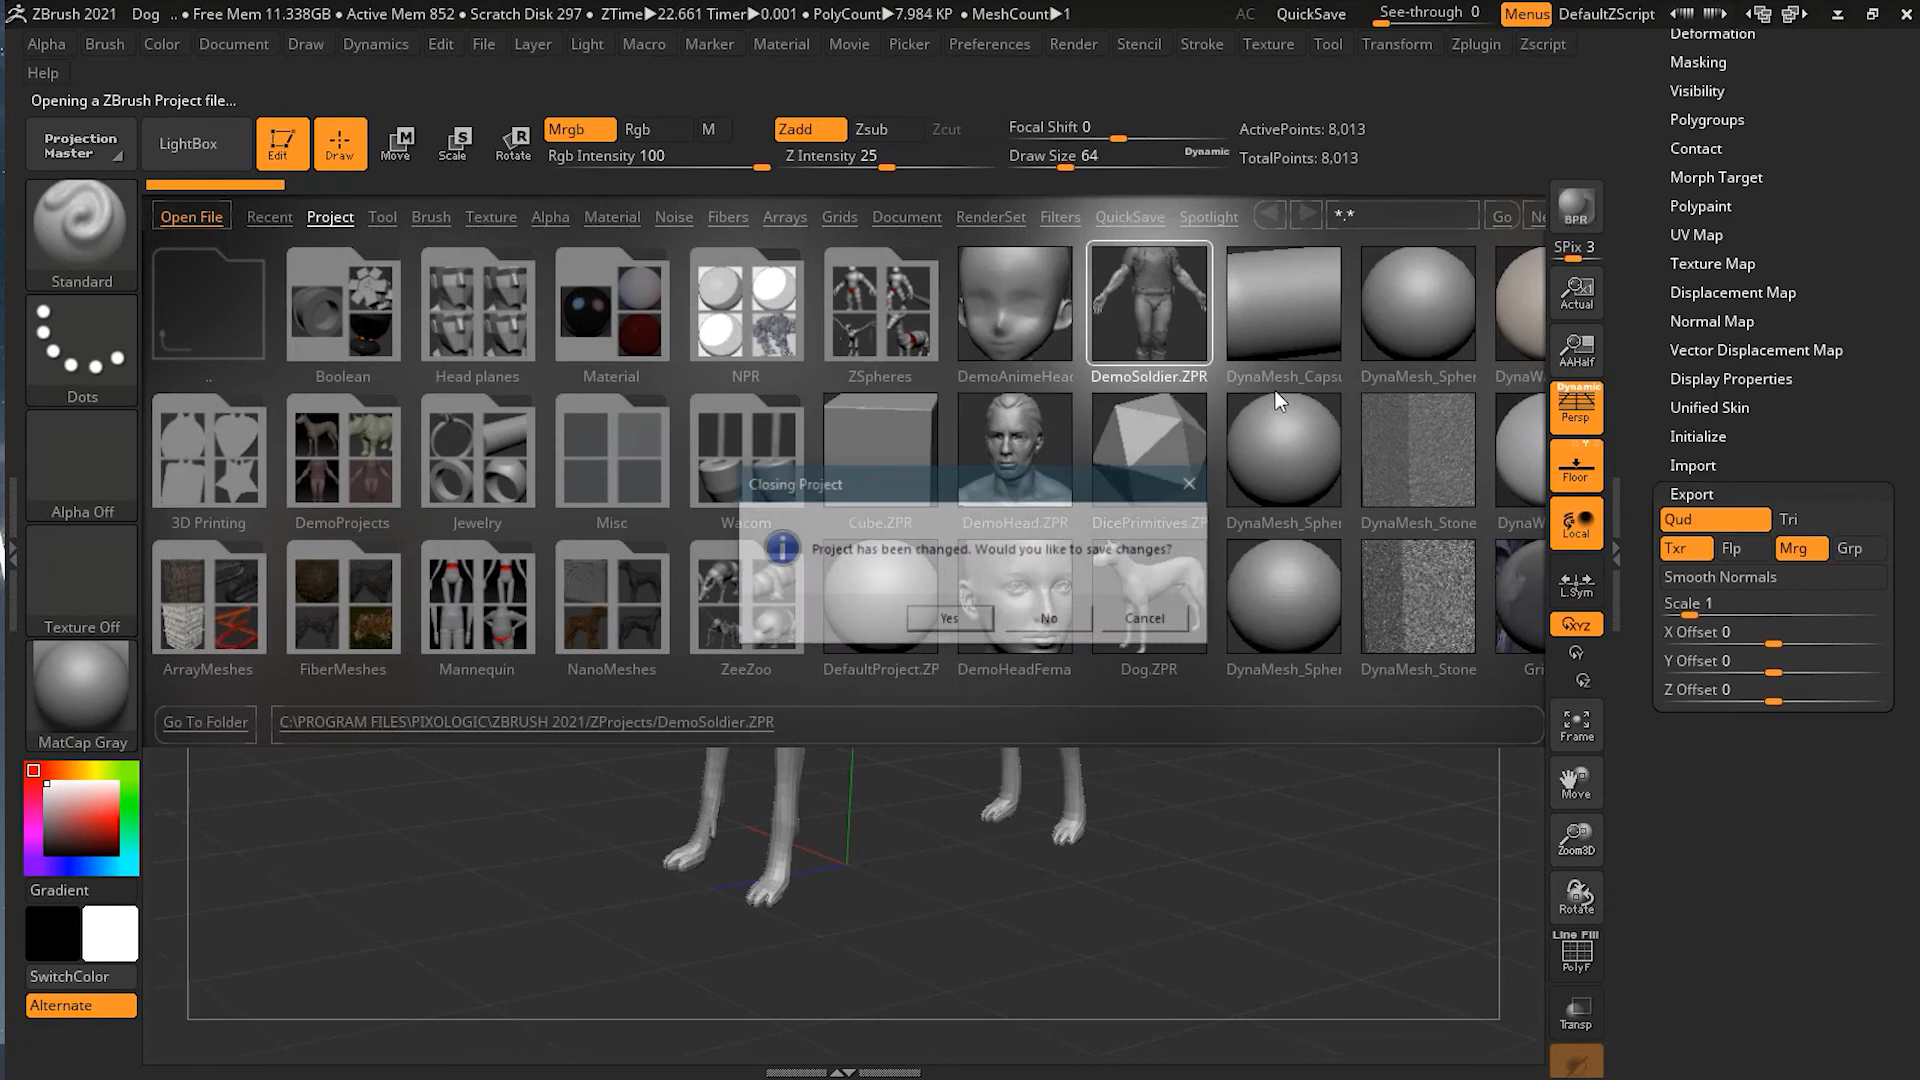 ZBrush 2021 Dog .. • Free Mem 11.338GB • Active Mem 852 • Scratch Disk 297 • ZTime▶22.661 Timer▶0.001 • PolyCount▶7.984 KP • MeshCount▶1 AC QuickSave See-through 0 Menus DefaultZScript
Alpha Brush Color Document Draw Dynamics Edit File Layer Light Macro Marker Material Movie Picker Preferences Render Stencil Stroke Texture Tool Transform Zplugin Zscript
Help
Opening a ZBrush Project file...
Projection Master
LightBox
Edit Draw Move Scale Rotate
Mrgb Rgb M
Rgb Intensity 100
Zadd Zsub Zcut
Z Intensity 25
Focal Shift 0
Draw Size 64 Dynamic
ActivePoints: 8,013
TotalPoints: 8,013
Standard
Dots
Alpha Off
Texture Off
MatCap Gray
Gradient
SwitchColor
Alternate
Open File Recent Project Tool Brush Texture Alpha Material Noise Fibers Arrays Grids Document RenderSet Filters QuickSave Spotlight *.* Go Ne
.. Boolean Head planes Material NPR ZSpheres DemoAnimeHead DemoSoldier.ZPR DynaMesh_Capsu DynaMesh_Spher DynaW
3D Printing DemoProjects Jewelry Misc Wacom Cube.ZPR DemoHead.ZPR DicePrimitives.ZP DynaMesh_Spher DynaMesh_Stone DynaW
ArrayMeshes FiberMeshes Mannequin NanoMeshes ZeeZoo DefaultProject.ZP DemoHeadFema Dog.ZPR DynaMesh_Spher DynaMesh_Stone Gri
Closing Project
Project has been changed. Would you like to save changes?
Yes No Cancel
Go To Folder C:\PROGRAM FILES\PIXOLOGIC\ZBRUSH 2021/ZProjects/DemoSoldier.ZPR
BPR
SPix 3
Actual
AAHalf
Dynamic
Persp
Floor
Local
L.Sym
XYZ
Frame
Move
Zoom3D
Rotate
Line Fill
PolyF
Transp
Deformation
Masking
Visibility
Polygroups
Contact
Morph Target
Polypaint
UV Map
Texture Map
Displacement Map
Normal Map
Vector Displacement Map
Display Properties
Unified Skin
Initialize
Import
Export
Qud Tri
Txr Flp Mrg Grp
Smooth Normals
Scale 1
X Offset 0
Y Offset 0
Z Offset 0